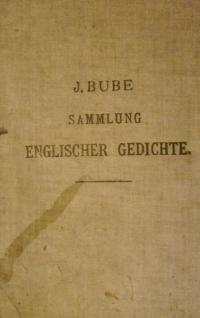 J. BUBE
SAMMLUNG
ENGLISCHER GEDICHTE.